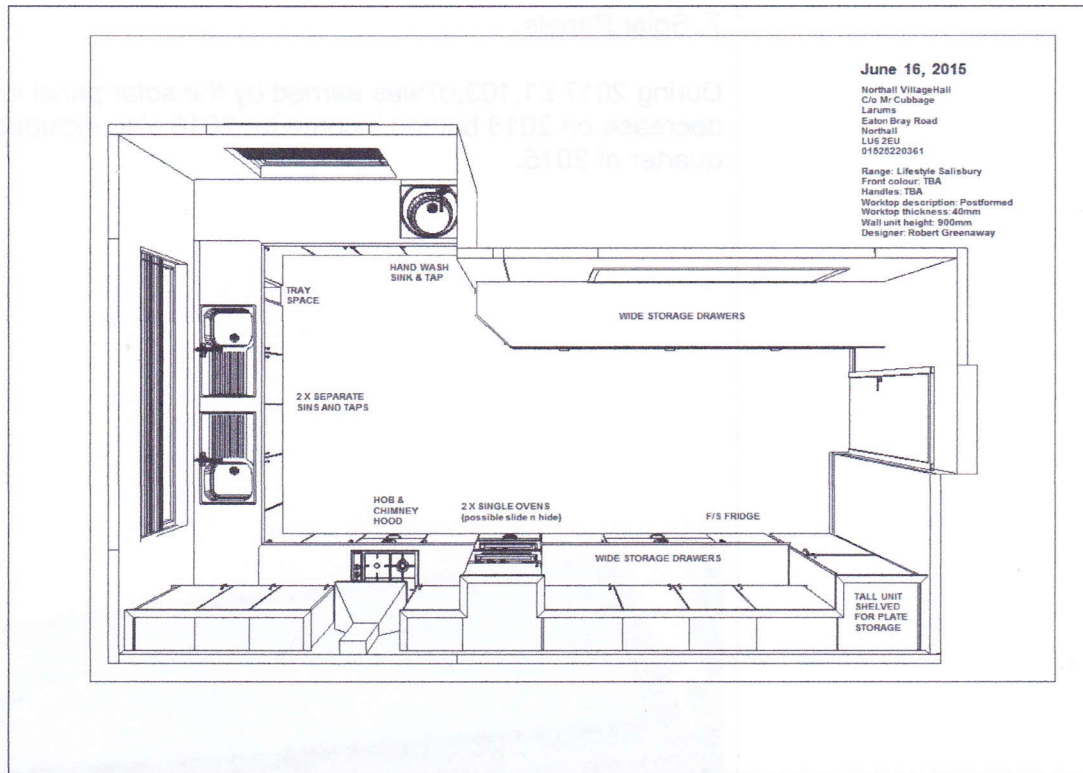 7. Solar Panels
During 2017 £1,103.67 was earned by the solar panel
decrease on 2016
quarter of 2016.
June 16, 2015
Northall VillageHall
C/o Mr Cubbage
Larums
Eaton Bray Road
Northall
LU6 2EU
01525220361
Range: Lifestyle Salisbury
Front colour: TBA
Handles: TBA
Worktop description: Postformed
Worktop thickness: 40mm
Wall unit height: 900mm
Designer: Robert Greenaway
HAND WASH
SINK & TAP
TRAY
SPACE
WIDE STORAGE DRAWERS
2 X SEPARATE
SINS AND TAPS
HOB &
CHIMNEY
HOOD
2 X SINGLE OVENS
(possible slide n hide)
F/S FRIDGE
WIDE STORAGE DRAWERS
TALL UNIT
SHELVED
FOR PLATE
STORAGE